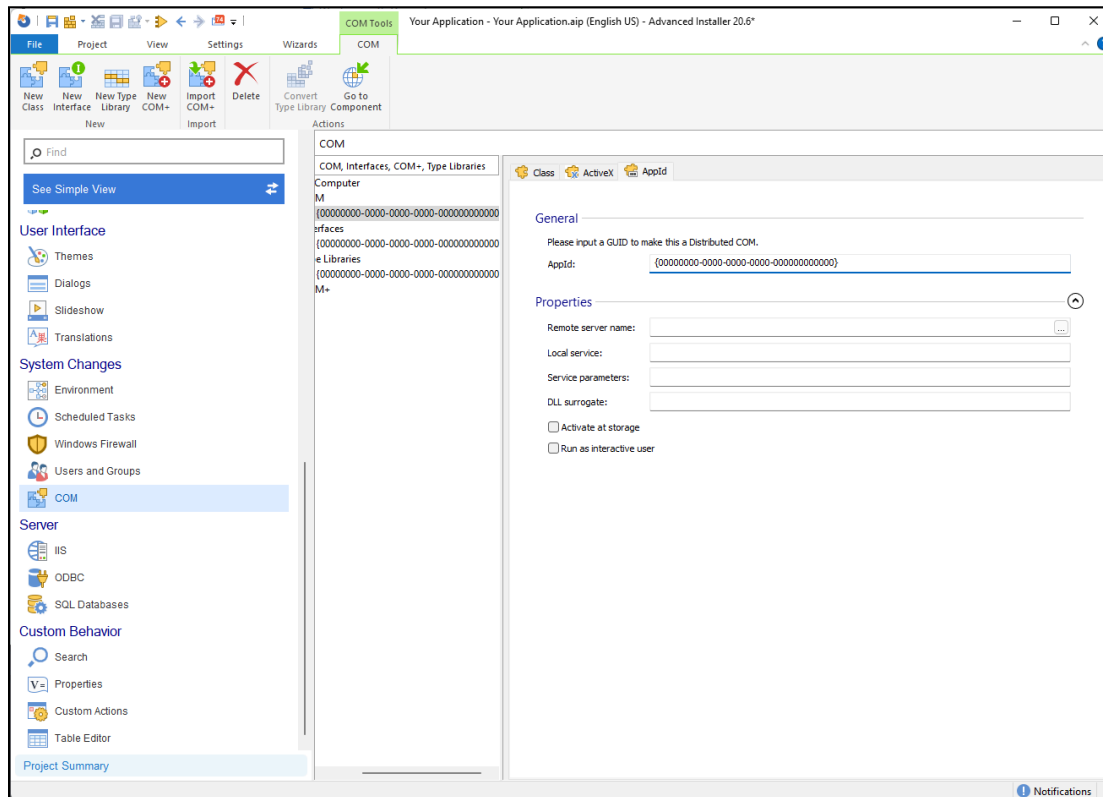 74
COM Tools
Your Application - Your Application.aip (English US) - Advanced Installer 20.6*
File Project View Settings Wizards COM
New Class
New Interface
New Type Library
New COM+
Import COM+
Delete
Convert Type Library
Go to Component
New Import Actions
Find
See Simple View
User Interface
Themes
Dialogs
Slideshow
Translations
System Changes
Environment
Scheduled Tasks
Windows Firewall
Users and Groups
COM
Server
IIS
ODBC
SQL Databases
Custom Behavior
Search
Properties
Custom Actions
Table Editor
Project Summary
COM
COM, Interfaces, COM+, Type Libraries
Computer
M
{00000000-0000-0000-0000-000000000000
erfaces
{00000000-0000-0000-0000-000000000000
e Libraries
{00000000-0000-0000-0000-000000000000
M+
Class ActiveX AppId
General
Please input a GUID to make this a Distributed COM.
AppId: {00000000-0000-0000-0000-000000000000}
Properties
Remote server name: ...
Local service:
Service parameters:
DLL surrogate:
Activate at storage
Run as interactive user
Notifications